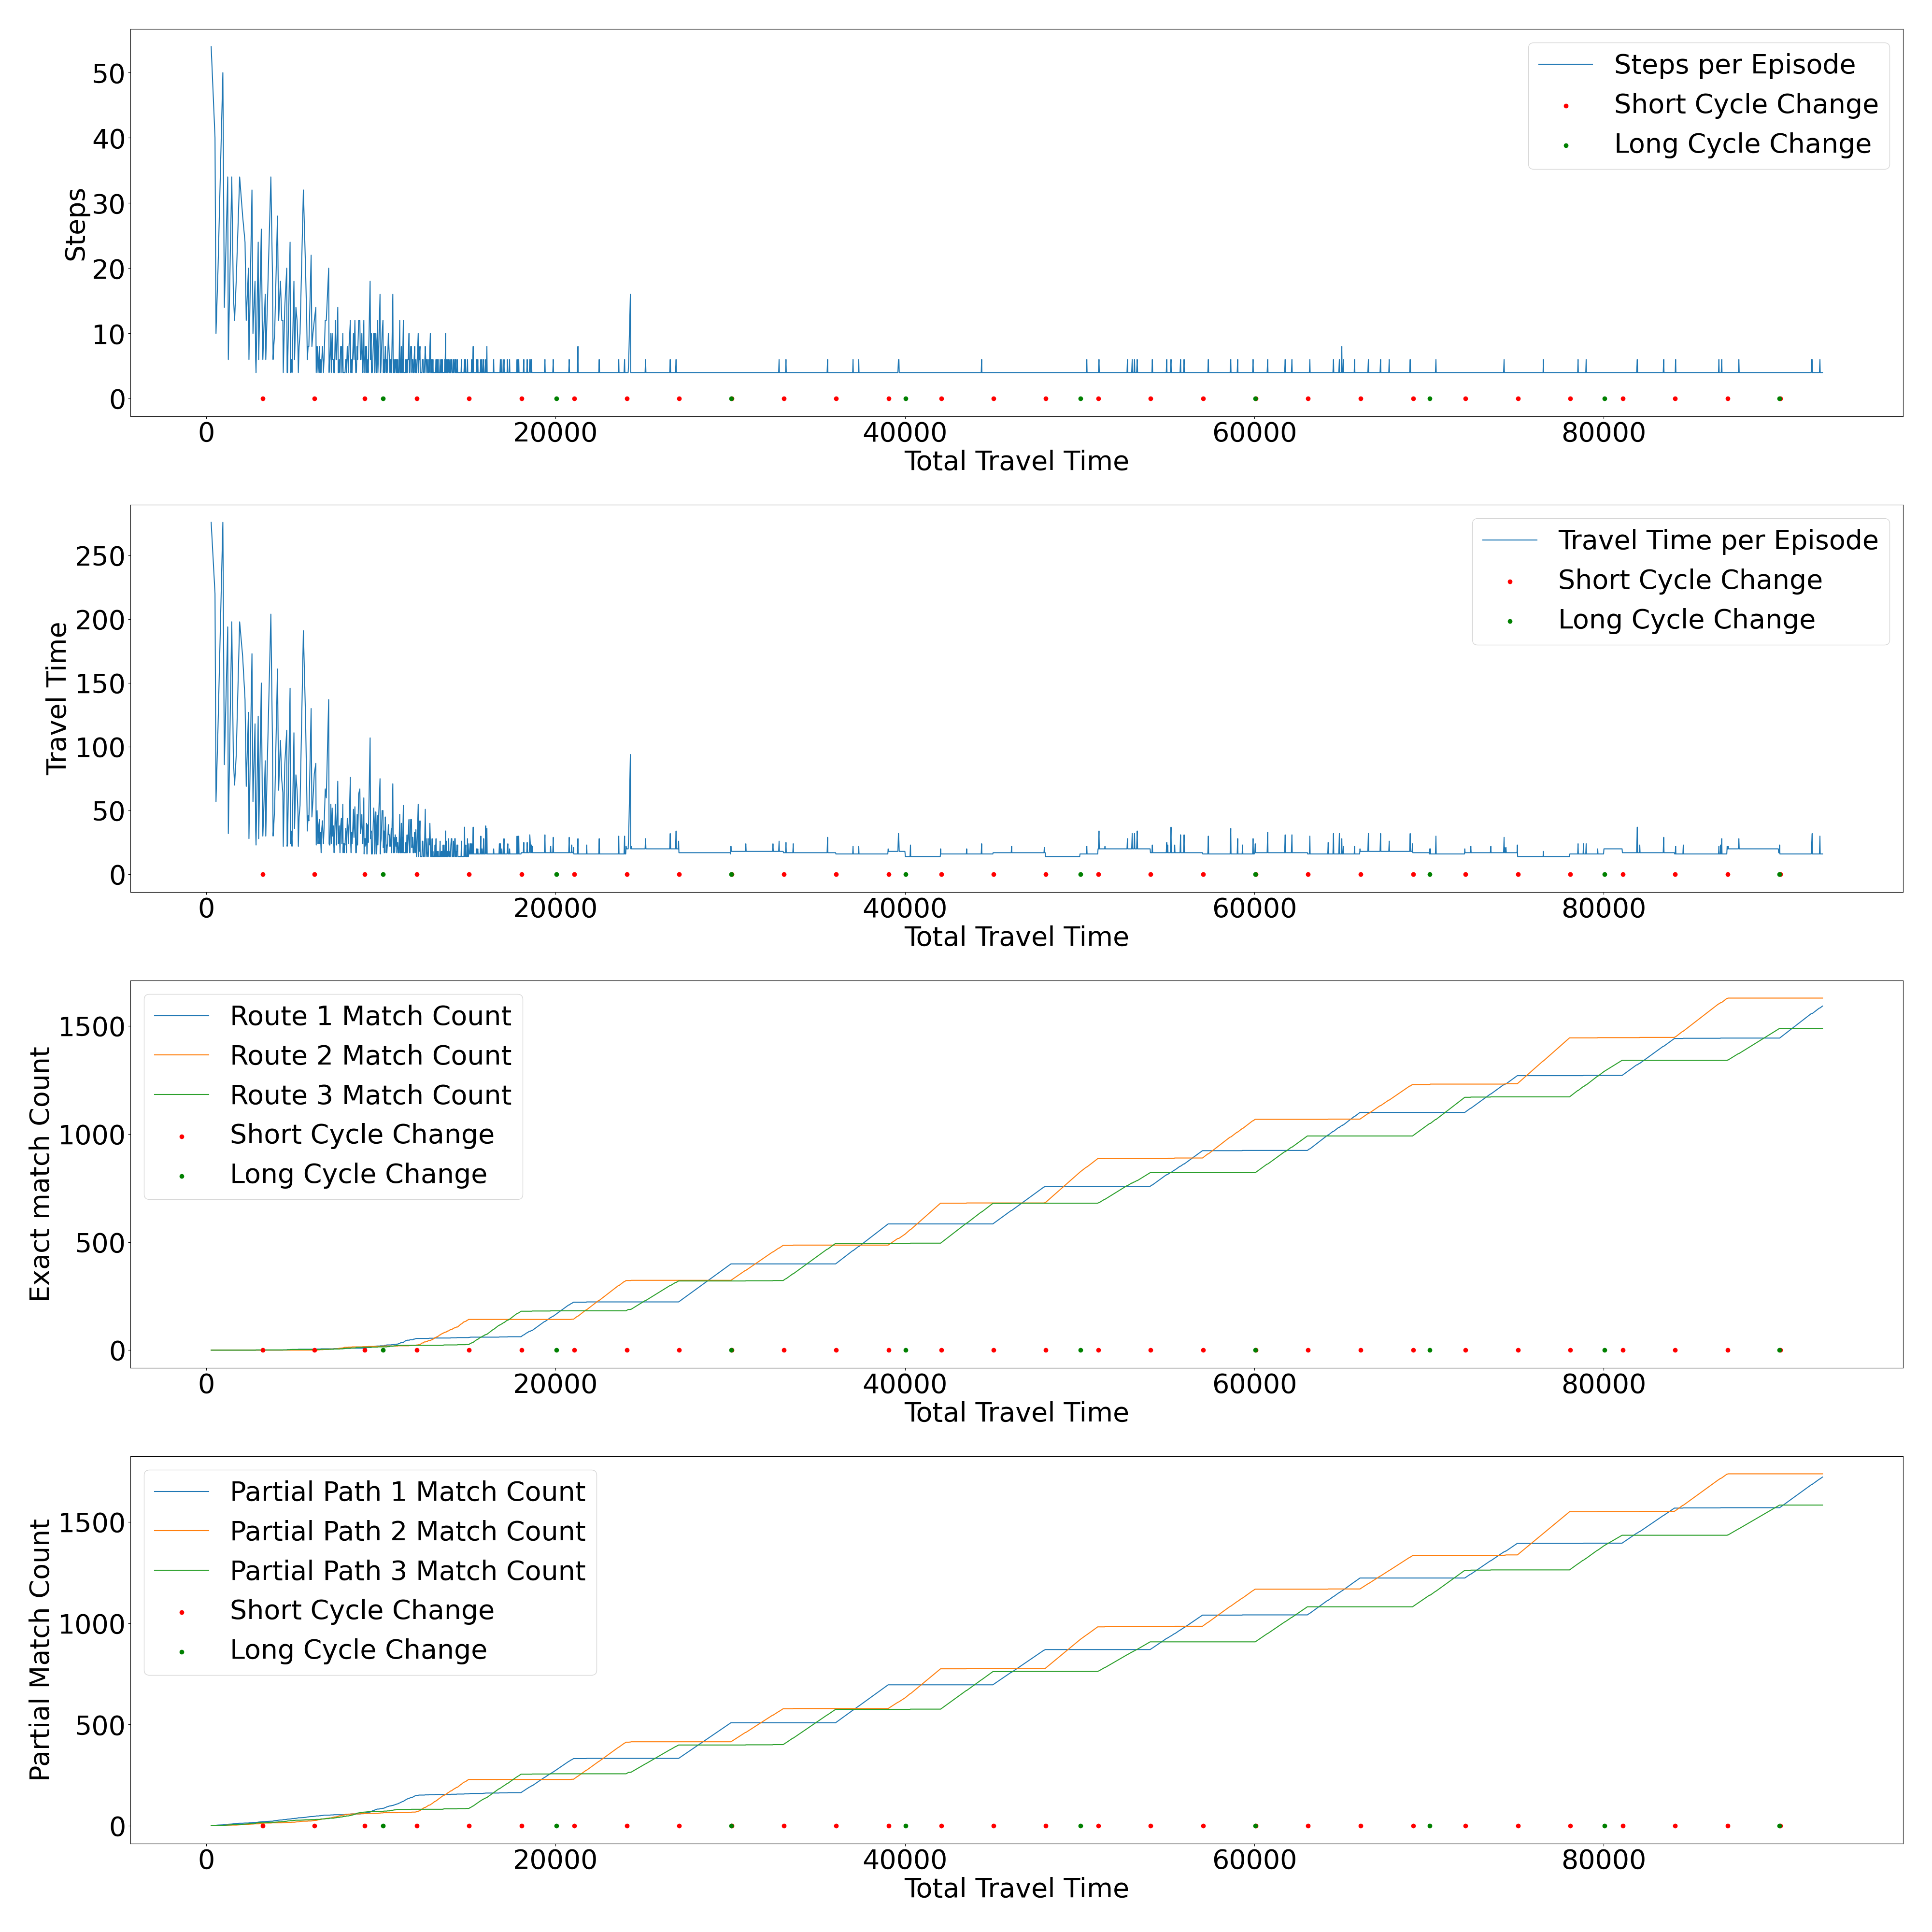 Steps
50
40
30
20
10
0
Steps per Episode
Short Cycle Change
Long Cycle Change
0 20000 40000 60000 80000
Total Travel Time
Travel Time
250
200
150
100
50
0
Travel Time per Episode
Short Cycle Change
Long Cycle Change
0 20000 40000 60000 80000
Total Travel Time
Exact match Count
1500
1000
500
0
Route 1 Match Count
Route 2 Match Count
Route 3 Match Count
Short Cycle Change
Long Cycle Change
0 20000 40000 60000 80000
Total Travel Time
Partial Match Count
1500
1000
500
0
Partial Path 1 Match Count
Partial Path 2 Match Count
Partial Path 3 Match Count
Short Cycle Change
Long Cycle Change
0 20000 40000 60000 80000
Total Travel Time